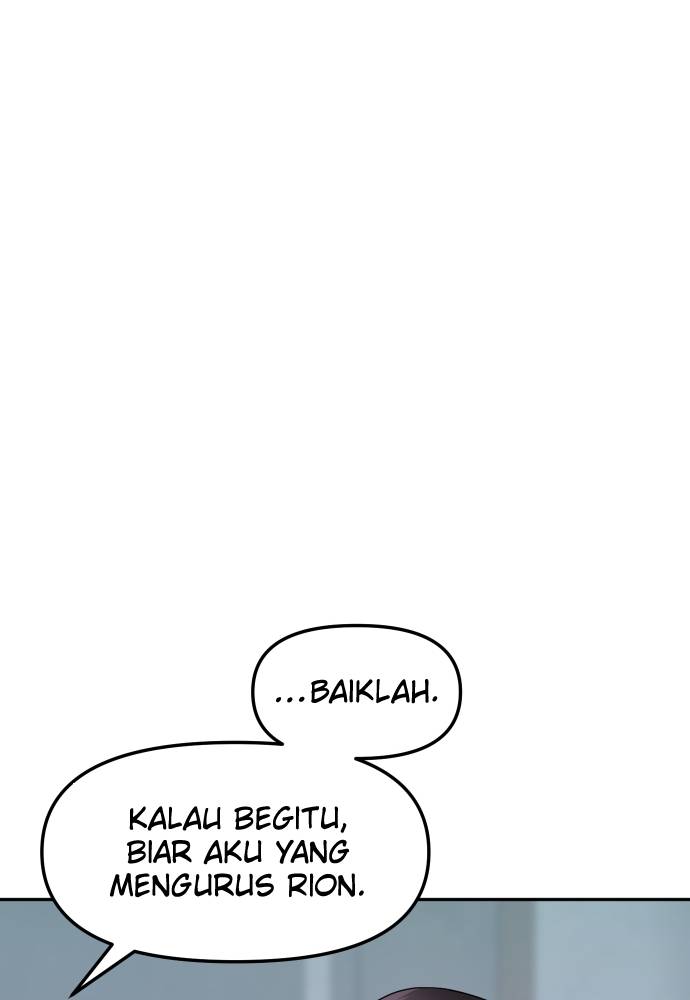 ...BAIKLAH.
KALAU BEGITU,
BIAR AKU YANG
MENGURUS RION.